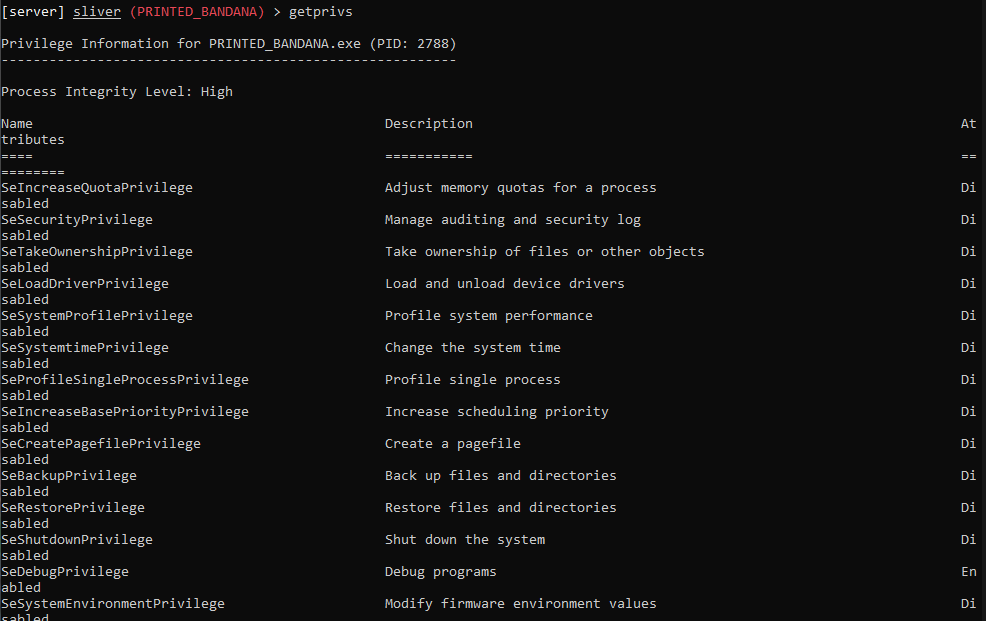 [server] sliver (PRINTED_BANDANA) > getprivs
Privilege Information for PRINTED_BANDANA.exe (PID: 2788)
---------------------------------------------------------
Process Integrity Level: High
Name Description At
tributes
==== =========== ==
========
SeIncreaseQuotaPrivilege Adjust memory quotas for a process Di
sabled
SeSecurityPrivilege Manage auditing and security log Di
sabled
SeTakeOwnershipPrivilege Take ownership of files or other objects Di
sabled
SeLoadDriverPrivilege Load and unload device drivers Di
sabled
SeSystemProfilePrivilege Profile system performance Di
sabled
SeSystemtimePrivilege Change the system time Di
sabled
SeProfileSingleProcessPrivilege Profile single process Di
sabled
SeIncreaseBasePriorityPrivilege Increase scheduling priority Di
sabled
SeCreatePagefilePrivilege Create a pagefile Di
sabled
SeBackupPrivilege Back up files and directories Di
sabled
SeRestorePrivilege Restore files and directories Di
sabled
SeShutdownPrivilege Shut down the system Di
sabled
SeDebugPrivilege Debug programs En
abled
SeSystemEnvironmentPrivilege Modify firmware environment values Di
sabled